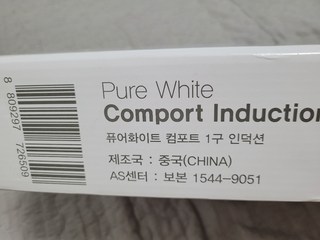 Pure White
Comport Induction
퓨어화이트 컴포트 1구 인덕션
제조국 : 중국(CHINA)
AS센터 : 보본 1544-9051
8 809297 726509